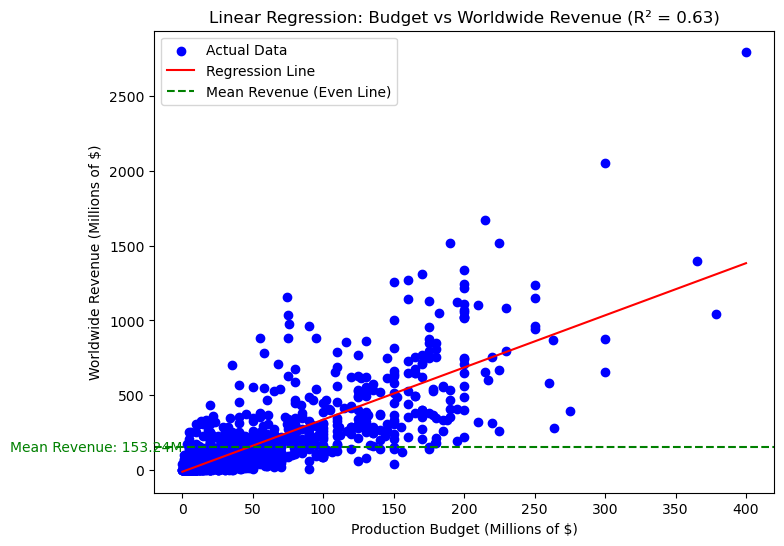 Linear Regression: Budget vs Worldwide Revenue (R² = 0.63)
Actual Data
Regression Line
Mean Revenue (Even Line)
Worldwide Revenue (Millions of $)
2500
2000
1500
1000
500
0
Mean Revenue: 153.24M
0 50 100 150 200 250 300 350 400
Production Budget (Millions of $)